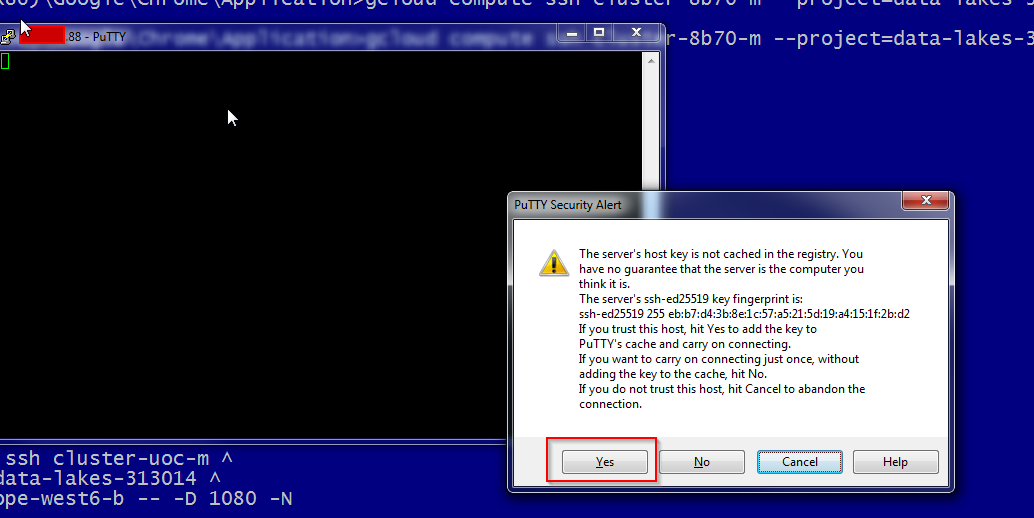 x86)\Google\Chrome\Application>gcloud compute ssh cluster-8b70-m --project=data-lakes-3
.88 - PuTTY
\Chrome\Application>gcloud compute ssh cluster-8b70-m --project=data-lakes-3
PuTTY Security Alert
The server's host key is not cached in the registry. You
have no guarantee that the server is the computer you
think it is.
The server's ssh-ed25519 key fingerprint is:
ssh-ed25519 255 eb:b7:d4:3b:8e:1c:57:a5:21:5d:19:a4:15:1f:2b:d2
If you trust this host, hit Yes to add the key to
PuTTY's cache and carry on connecting.
If you want to carry on connecting just once, without
adding the key to the cache, hit No.
If you do not trust this host, hit Cancel to abandon the
connection.
Yes No Cancel Help
ssh cluster-uoc-m ^
data-lakes-313014 ^
ope-west6-b -- -D 1080 -N